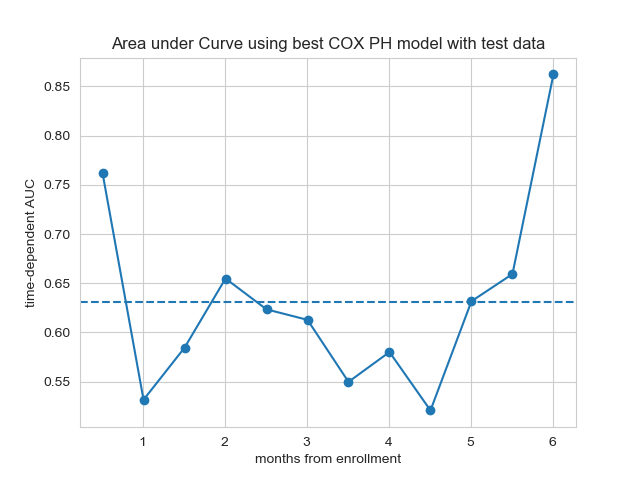 Area under Curve using best COX PH model with test data
time-dependent AUC
0.85
0.80
0.75
0.70
0.65
0.60
0.55
1 2 3 4 5 6
months from enrollment